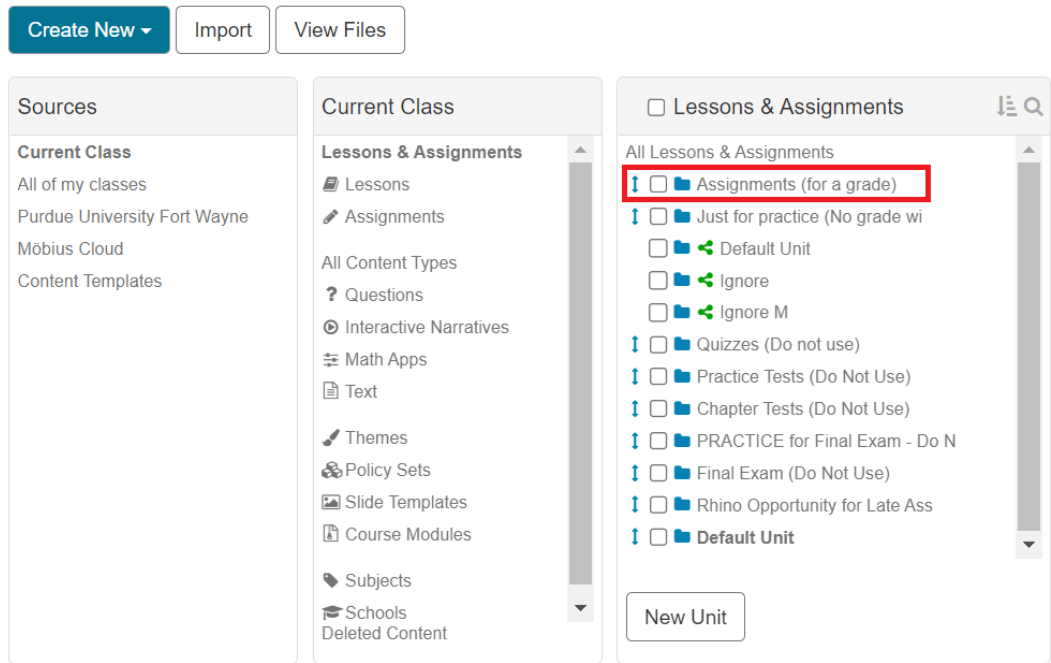 Create New
Import
View Files
Sources
Current Class
All of my classes
Purdue University Fort Wayne
Möbius Cloud
Content Templates
Current Class
Lessons & Assignments
Lessons
Assignments
All Content Types
Questions
Interactive Narratives
Math Apps
Text
Themes
Policy Sets
Slide Templates
Course Modules
Subjects
Schools
Deleted Content
Lessons & Assignments
All Lessons & Assignments
Assignments (for a grade)
Just for practice (No grade wi
Default Unit
Ignore
Ignore M
Quizzes (Do not use)
Practice Tests (Do Not Use)
Chapter Tests (Do Not Use)
PRACTICE for Final Exam - Do N
Final Exam (Do Not Use)
Rhino Opportunity for Late Ass
Default Unit
New Unit